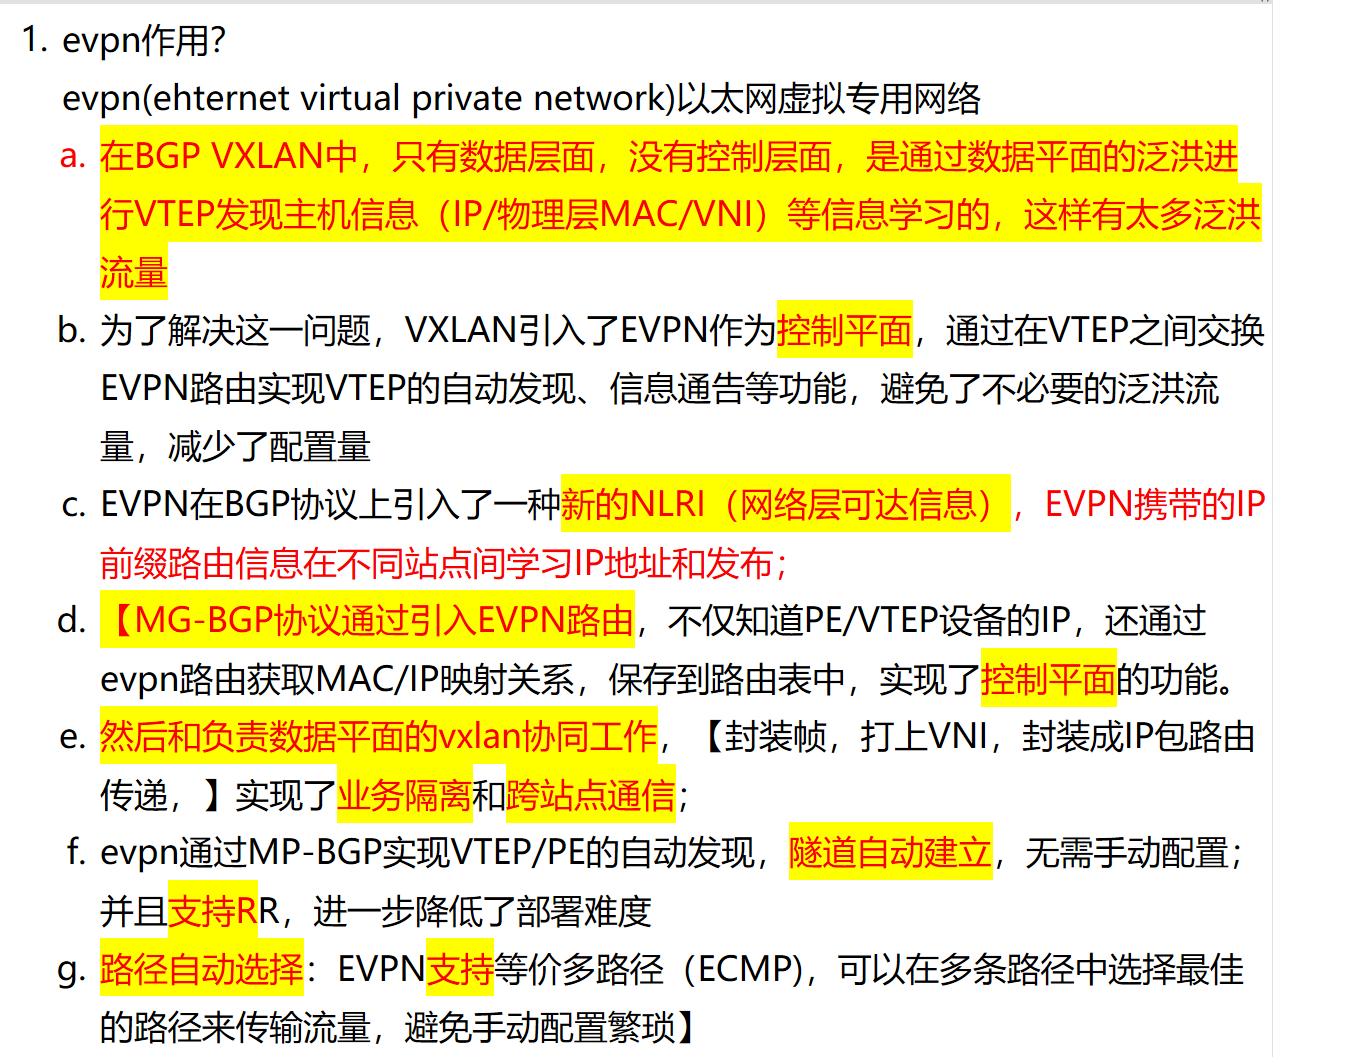 1. evpn作用？
evpn(ehternet virtual private network)以太网虚拟专用网络
a. 在BGP VXLAN中，只有数据层面，没有控制层面，是通过数据平面的泛洪进
行VTEP发现主机信息（IP/物理层MAC/VNI）等信息学习的，这样有太多泛洪
流量
b. 为了解决这一问题，VXLAN引入了EVPN作为控制平面，通过在VTEP之间交换
EVPN路由实现VTEP的自动发现、信息通告等功能，避免了不必要的泛洪流
量，减少了配置量
c. EVPN在BGP协议上引入了一种新的NLRI（网络层可达信息），EVPN携带的IP
前缀路由信息在不同站点间学习IP地址和发布；
d. 【MG-BGP协议通过引入EVPN路由，不仅知道PE/VTEP设备的IP，还通过
evpn路由获取MAC/IP映射关系，保存到路由表中，实现了控制平面的功能。
e. 然后和负责数据平面的vxlan协同工作，【封装帧，打上VNI，封装成IP包路由
传递，】实现了业务隔离和跨站点通信；
f. evpn通过MP-BGP实现VTEP/PE的自动发现，隧道自动建立，无需手动配置；
并且支持RR，进一步降低了部署难度
g. 路径自动选择：EVPN支持等价多路径（ECMP)，可以在多条路径中选择最佳
的路径来传输流量，避免手动配置繁琐】